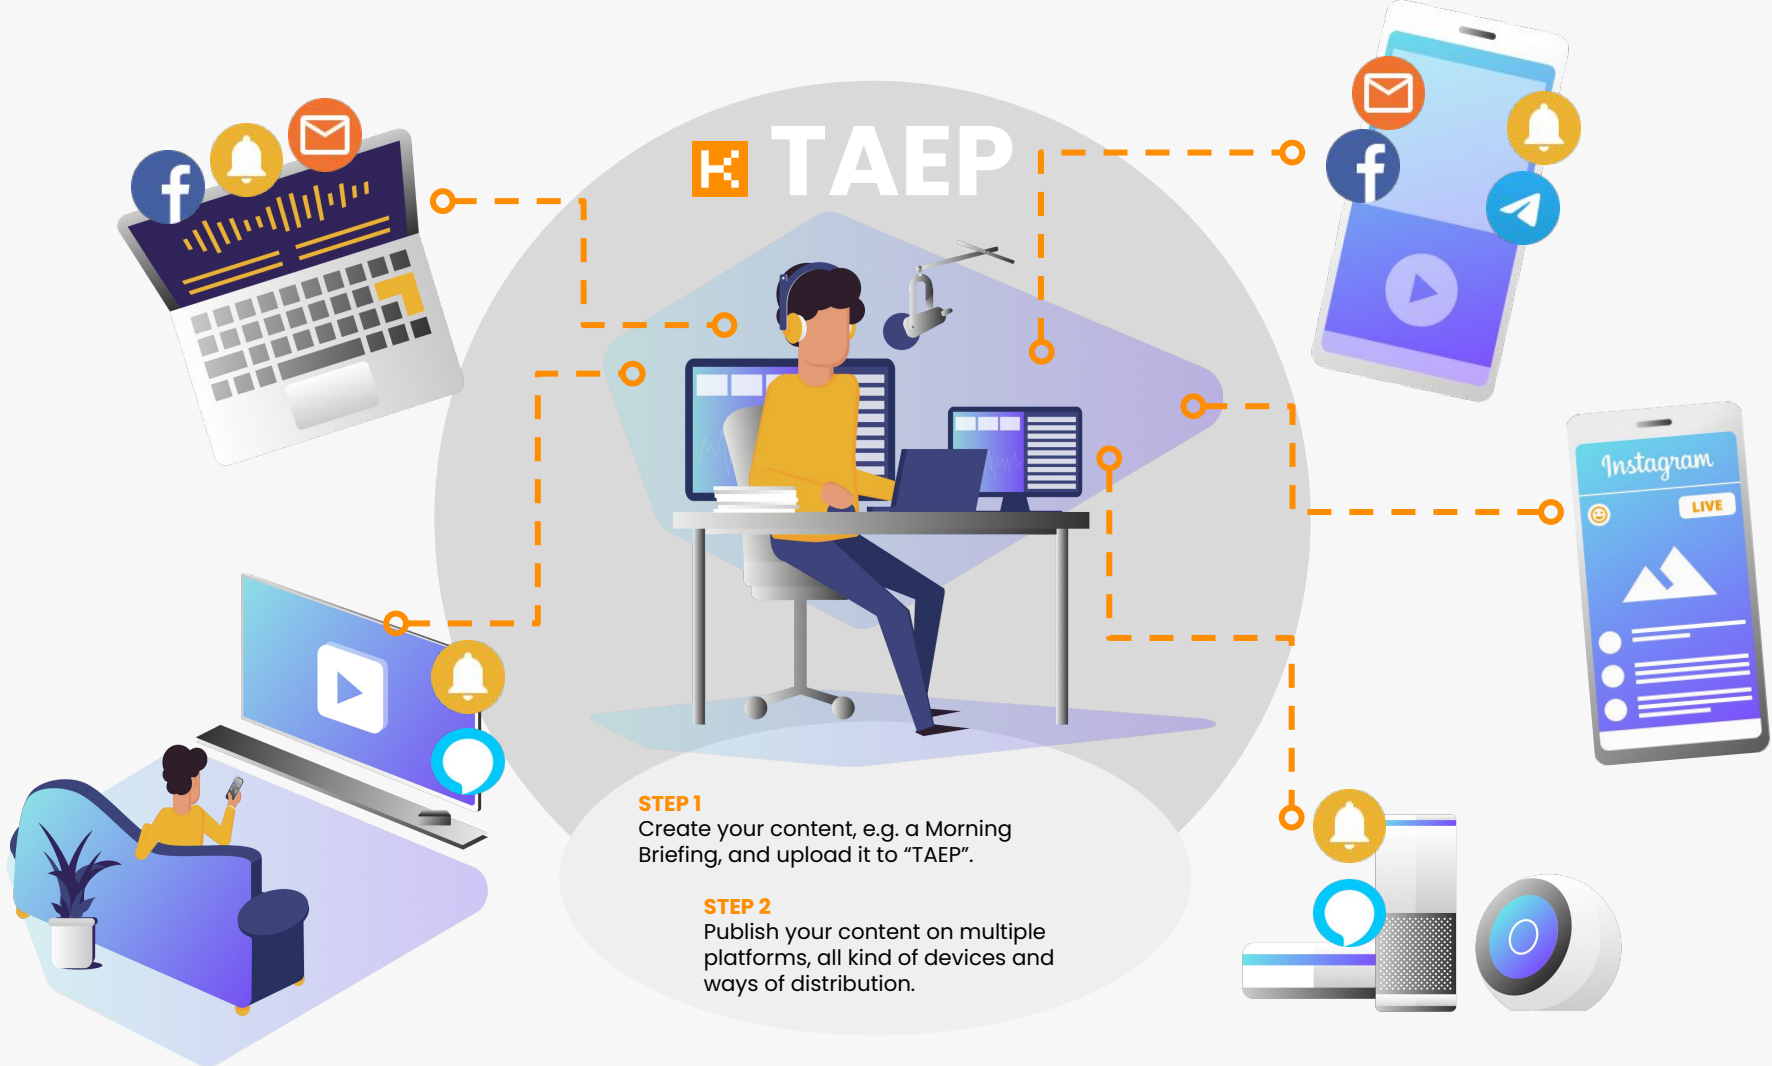 TAEP
Instagram
LIVE
STEP 1
Create your content, e.g. a Morning
Briefing, and upload it to “TAEP”.
STEP 2
Publish your content on multiple
platforms, all kind of devices and
ways of distribution.